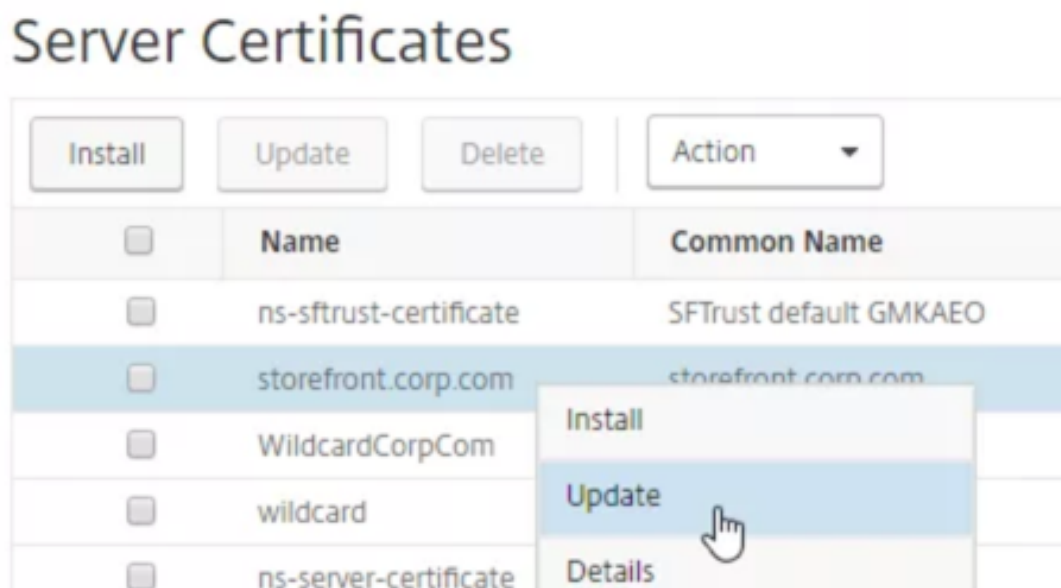 Server Certificates
Install Update Delete Action
Name Common Name
ns-sftrust-certificate SFTrust default GMKAEO
storefront.corp.com storefront.corp.com
Install
WildcardCorpCom
Update
wildcard
Details
ns-server-certificate